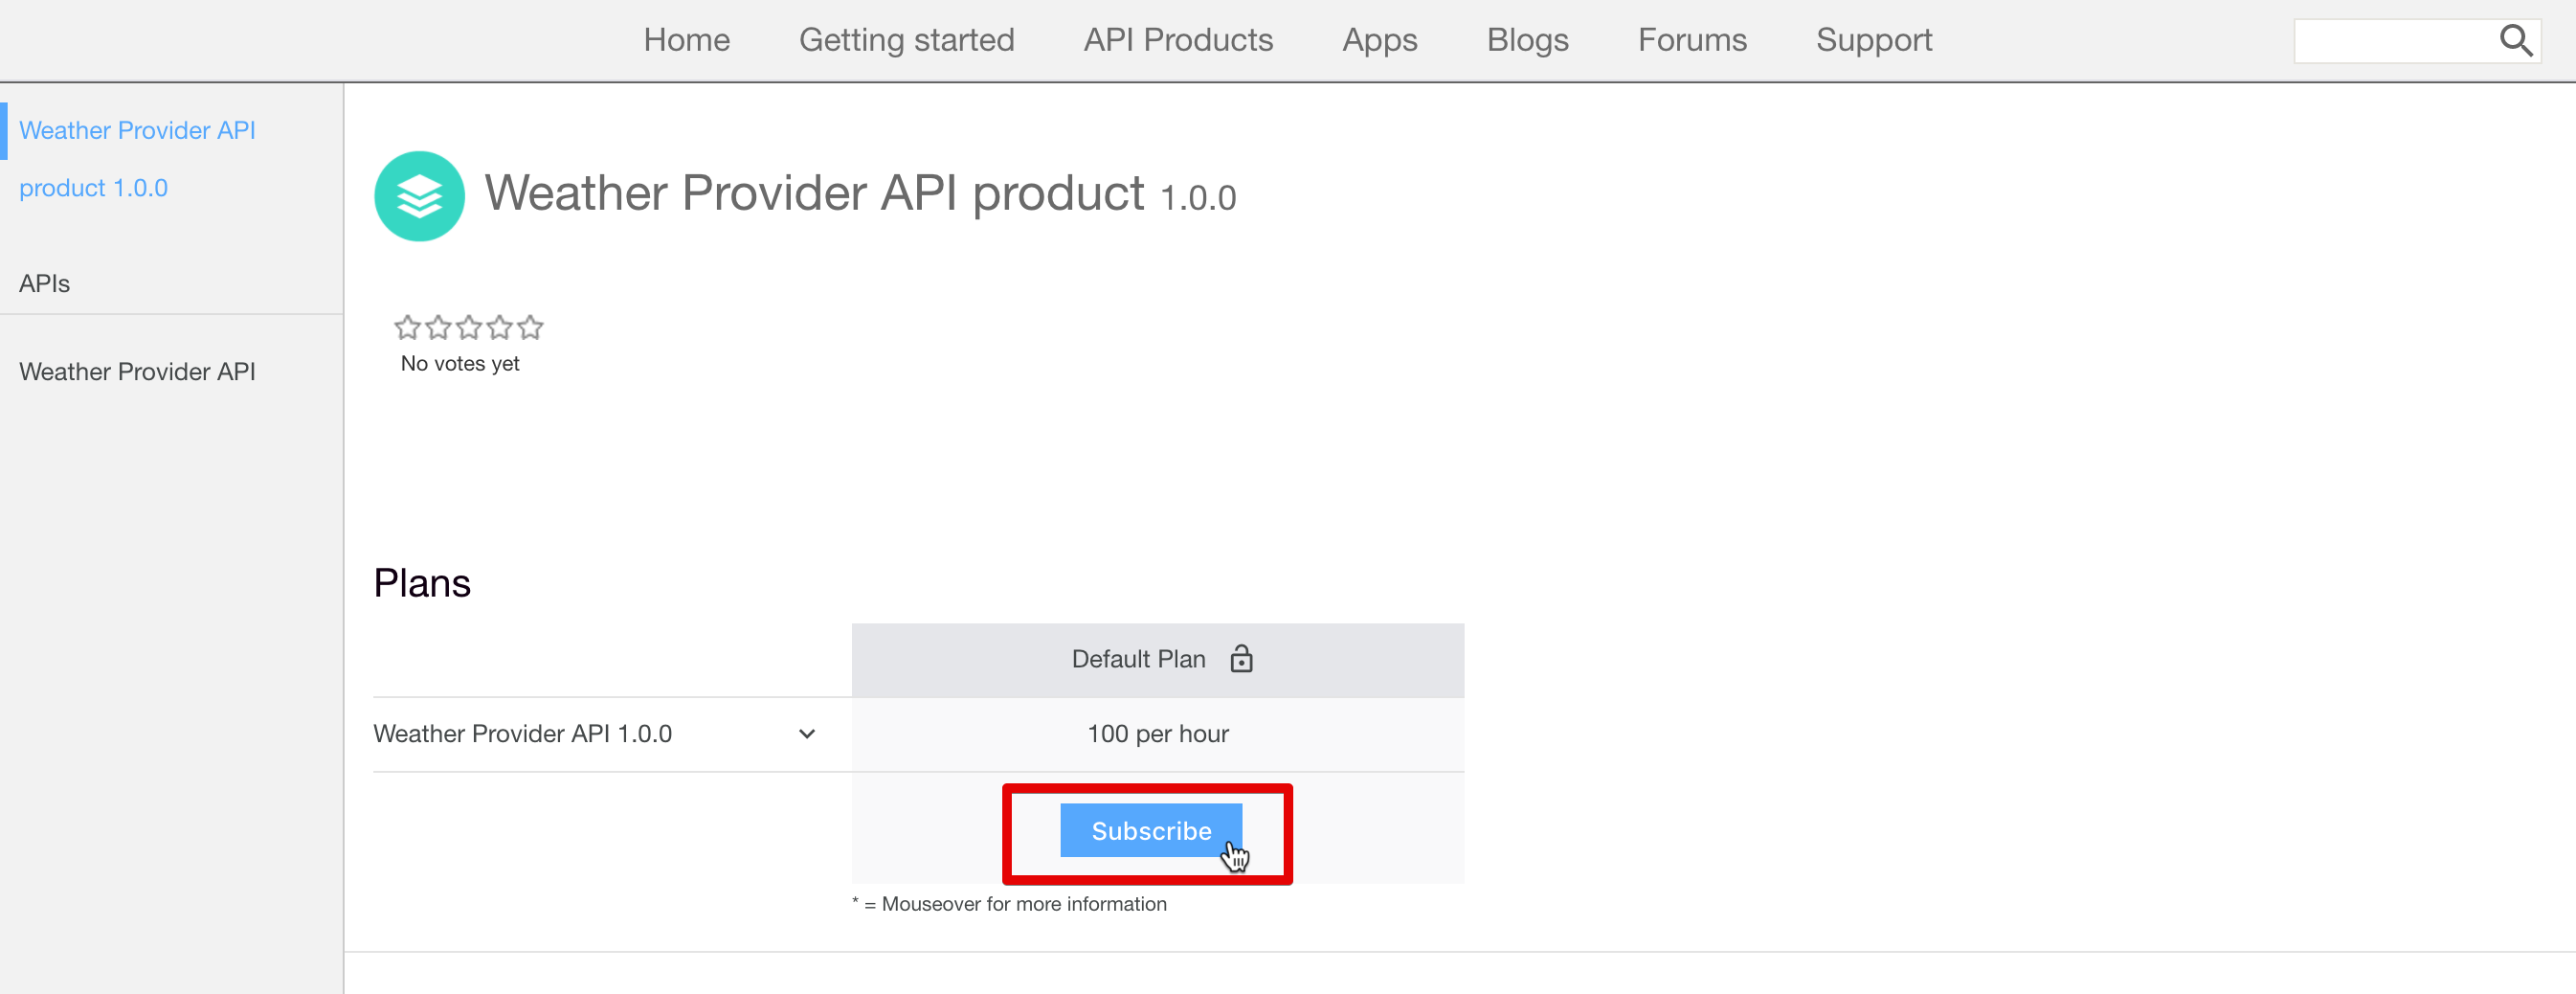 Home Getting started API Products Apps Blogs Forums Support
Weather Provider API
product 1.0.0
APIs
Weather Provider API
Weather Provider API product 1.0.0
No votes yet
Plans
Default Plan
Weather Provider API 1.0.0 100 per hour
Subscribe
* = Mouseover for more information